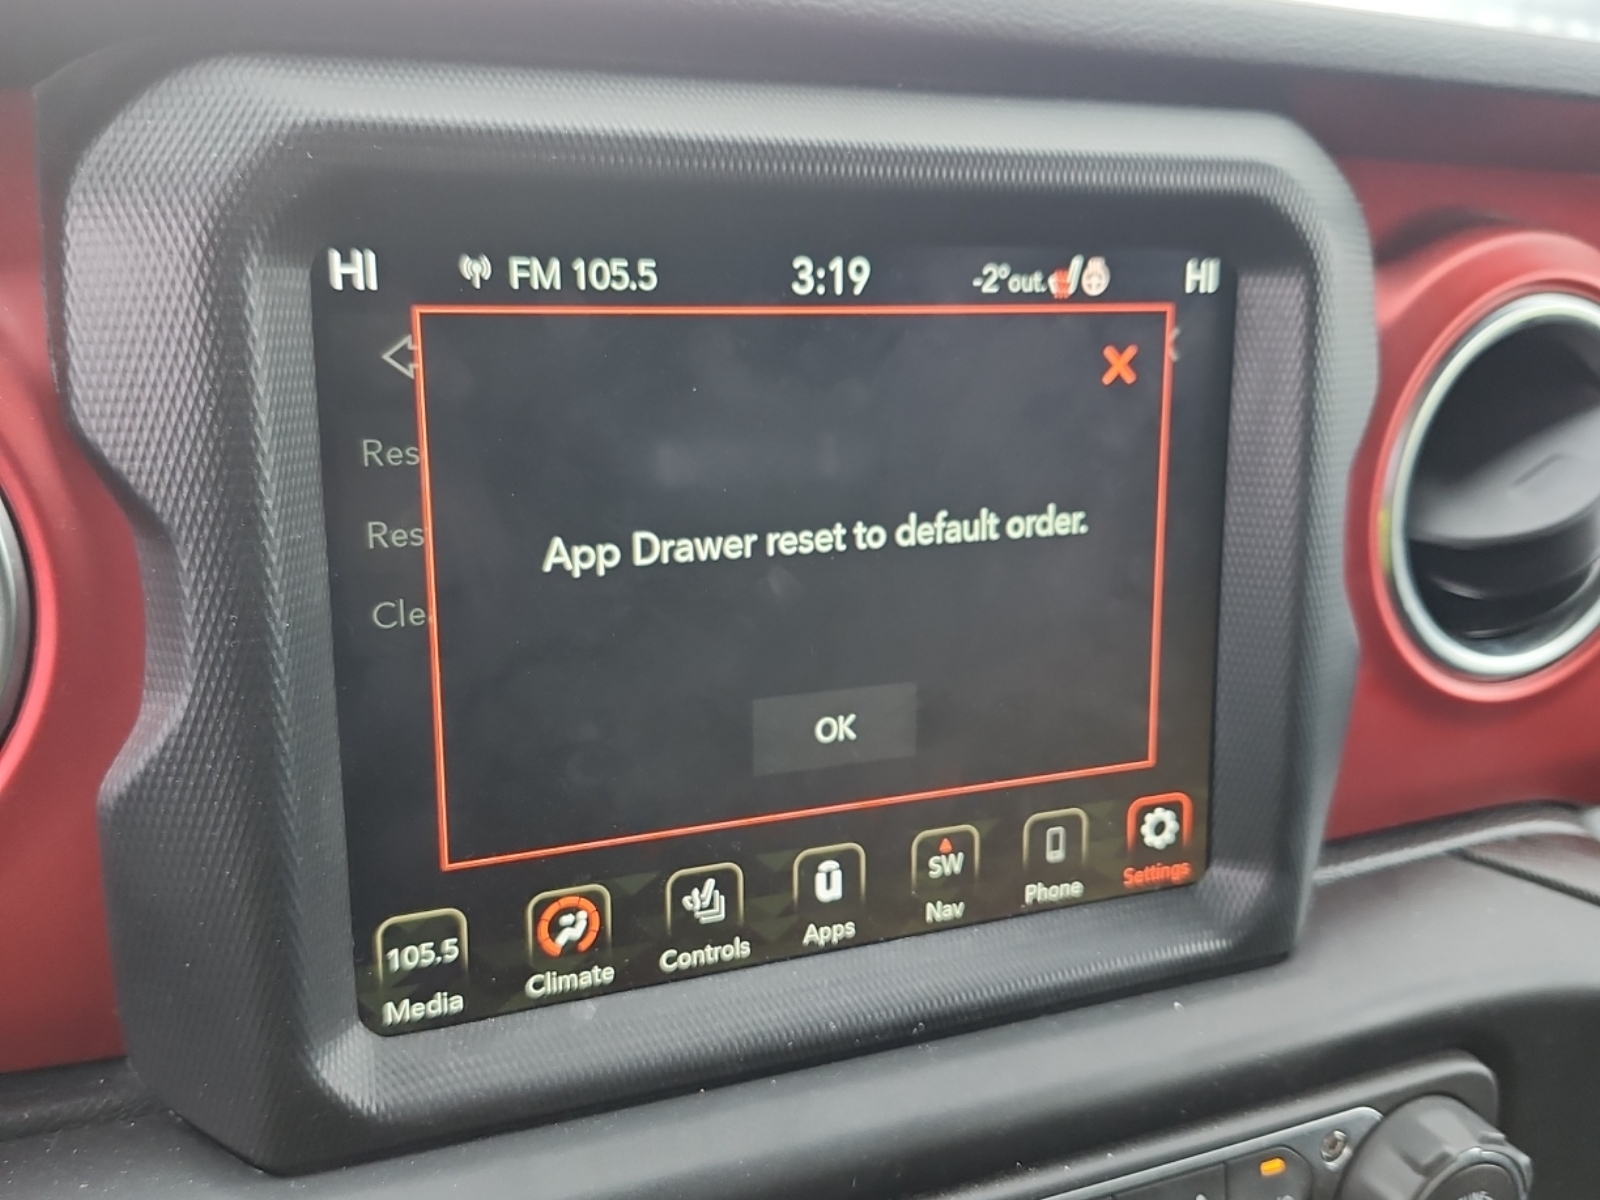 HI FM 105.5 3:19 -2°out. HI
Res
Res
Cle
App Drawer reset to default order.
OK
105.5
Media
Climate
Controls
Apps
SW
Nav
Phone
Settings